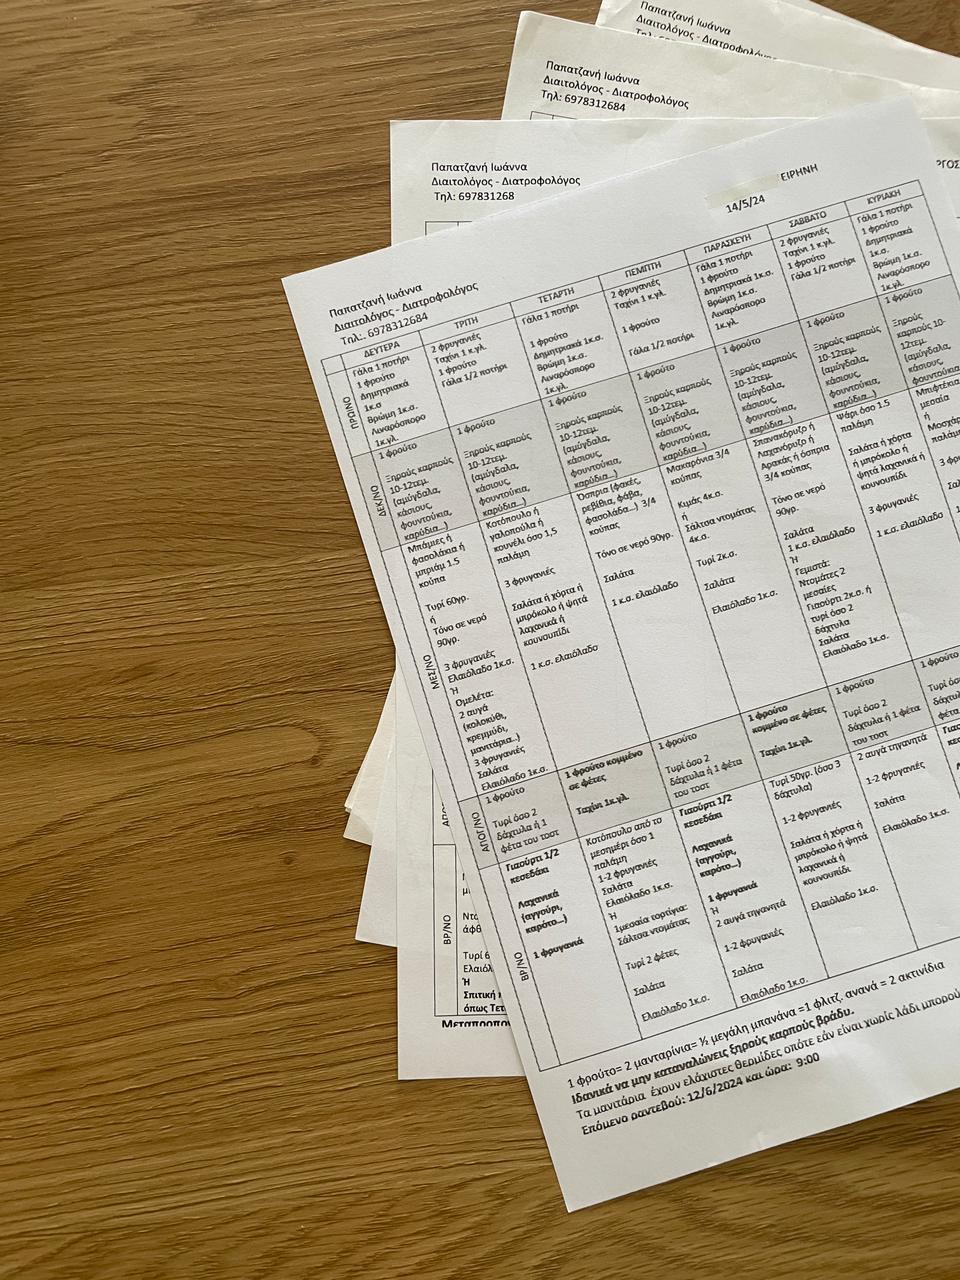 Παπατζανή Ιωάννα
Διαιτολόγος - Διατροφολόγος
Παπατζανή Ιωάννα
Διαιτολόγος - Διατροφολόγος
Τηλ: 6978312684
Παπατζανή Ιωάννα
Διαιτολόγος - Διατροφολόγος
Τηλ: 697831268
ΕΙΡΗΝΗ
14/5/24
Παπατζανή Ιωάννα
Διαιτολόγος - Διατροφολόγος
Τηλ:. 6978312684
ΔΕΥΤΕΡΑ
ΤΡΙΤΗ
ΤΕΤΑΡΤΗ
ΠΕΜΠΤΗ
ΠΑΡΑΣΚΕΥΗ
ΣΑΒΒΑΤΟ
ΚΥΡΙΑΚΗ
ΠΡΩΙ/ΝΟ
Γάλα 1 ποτήρι
1 φρούτο
Δημητριακά
1κ.σ
Βρώμη 1κ.σ.
Λιναρόσπορο
1κ.γλ.
2 φρυγανιές
Ταχίνι 1 κ.γλ.
1 φρούτο
Γάλα 1/2 ποτήρι
Γάλα 1 ποτήρι
1 φρούτο
Δημητριακά 1κ.σ.
Βρώμη 1κ.σ.
Λιναρόσπορο
1κ.γλ.
2 φρυγανιές
Ταχίνι 1 κ.γλ.
1 φρούτο
Γάλα 1/2 ποτήρι
Γάλα 1 ποτήρι
1 φρούτο
Δημητριακά 1κ.σ.
Βρώμη 1κ.σ.
Λιναρόσπορο
1κ.γλ.
2 φρυγανιές
Ταχίνι 1 κ.γλ.
1 φρούτο
Γάλα 1/2 ποτήρι
Γάλα 1 ποτήρι
1 φρούτο
Δημητριακά
1κ.σ.
Βρώμη 1κ.σ.
Λιναρόσπορο
1κ.γλ.
ΔΕΚ/ΝΟ
1 φρούτο
Ξηρούς καρπούς
10-12τεμ.
(αμύγδαλα,
κάσιους,
φουντούκια,
καρύδια...)
1 φρούτο
Ξηρούς καρπούς
10-12τεμ.
(αμύγδαλα,
κάσιους,
φουντούκια,
καρύδια...)
1 φρούτο
Ξηρούς καρπούς
10-12τεμ.
(αμύγδαλα,
κάσιους,
φουντούκια,
καρύδια...)
1 φρούτο
Ξηρούς καρπούς
10-12τεμ.
(αμύγδαλα,
κάσιους,
φουντούκια,
καρύδια...)
1 φρούτο
Ξηρούς καρπούς
10-12τεμ.
(αμύγδαλα,
κάσιους,
φουντούκια,
καρύδια...)
1 φρούτο
Ξηρούς καρπούς
10-12τεμ.
(αμύγδαλα,
κάσιους,
φουντούκια,
καρύδια...)
1 φρούτο
Ξηρούς
καρπούς 10-
12τεμ.
(αμύγδαλα,
κάσιους,
φουντούκια
καρύδια...)
ΜΕΣ/ΝΟ
Μπάμιες ή
φασολάκια ή
μπριάμ 1.5
κούπα
Τυρί 60γρ.
ή
Τόνο σε νερό
90γρ.
3 φρυγανιές
Ελαιόλαδο 1κ.σ.
Ή
Ομελέτα:
2 αυγά
(κολοκύθι,
κρεμμύδι,
μανιτάρια..)
3 φρυγανιές
Σαλάτα
Ελαιόλαδο 1κ.σ.
Κοτόπουλο ή
γαλοπούλα ή
κουνέλι όσο 1,5
παλάμη
3 φρυγανιές
Σαλάτα ή χόρτα ή
μπρόκολο ή ψητά
λαχανικά ή
κουνουπίδι
1 κ.σ. ελαιόλαδο
Όσπρια (φακές,
ρεβίθια, φάβα,
φασολάδα...) 3/4
κούπας
Τόνο σε νερό 90γρ.
Σαλάτα
1 κ.σ. ελαιόλαδο
Μακαρόνια 3/4
κούπας
Κιμάς 4κ.σ.
ή
Σάλτσα ντομάτας
4κ.σ.
Τυρί 2κ.σ.
Σαλάτα
Ελαιόλαδο 1κ.σ.
Σπανακόρυζο ή
Λαχανόρυζο ή
Αρακάς ή όσπρια
3/4 κούπας
Τόνο σε νερό
90γρ.
Σαλάτα
1 κ.σ. ελαιόλαδο
Ή
Γεμιστά:
Ντομάτες 2
μεσαίες
Γιαούρτι 2κ.σ. ή
τυρί όσο 2
δάχτυλα
Σαλάτα
Ελαιόλαδο 1κ.σ.
Ψάρι όσο 1.5
παλάμη
Σαλάτα ή χόρτα
ή μπρόκολο ή
ψητά λαχανικά ή
κουνουπίδι
3 φρυγανιές
1 κ.σ. ελαιόλαδο
Μπιφτέκια
μεσαία
ή
παλάμ
ΑΠΟΓ/ΝΟ
1 φρούτο
Τυρί όσο 2
δάχτυλα ή 1
φέτα του τοστ
1 φρούτο κομμένο
σε φέτες
Ταχίνι 1κ.γλ.
1 φρούτο
Τυρί όσο 2
δάχτυλα ή 1 φέτα
του τοστ
1 φρούτο
κομμένο σε φέτες
Ταχίνι 1κ.γλ.
1 φρούτο
Τυρί όσο 2
δάχτυλα ή 1 φέτα
του τοστ
1 φρούτο
Τυρί όσ
δάχτυλα
φέτα
ΒΡ/ΝΟ
Γιαούρτι 1/2
κεσεδάκι
Λαχανικά
(αγγούρι,
καρότο...)
1 φρυγανιά
Κοτόπουλο από το
μεσημέρι όσο 1
παλάμη
1-2 φρυγανιές
Σαλάτα
Ελαιόλαδο 1κ.σ.
Ή
1μεσαία τορτίγια:
Σάλτσα ντομάτας
Τυρί 2 φέτες
Σαλάτα
Ελαιόλαδο 1κ.σ.
Γιαούρτι 1/2
κεσεδάκι
Λαχανικά
(αγγούρι,
καρότο...)
1 φρυγανιά
Ή
2 αυγά τηγανητά
1-2 φρυγανιές
Σαλάτα
Ελαιόλαδο 1κ.σ.
Τυρί 50γρ. (όσο 3
δάχτυλα)
1-2 φρυγανιές
Σαλάτα ή χόρτα ή
μπρόκολο ή ψητά
λαχανικά ή
κουνουπίδι
Ελαιόλαδο 1κ.σ.
2 αυγά τηγανητά
1-2 φρυγανιές
Σαλάτα
Ελαιόλαδο 1κ.σ.
1 φρούτο= 2 μανταρίνια= ½ μεγάλη μπανάνα =1 φλιτζ. ανανά = 2 ακτινίδια
Ιδανικά να μην καταναλώνεις ξηρούς καρπούς βράδυ.
Τα μανιτάρια έχουν ελάχιστες θερμίδες οπότε εάν είναι χωρίς λάδι μπορού
Επόμενο ραντεβού: 12/6/2024 και ώρα: 9:00
ΒΡ/ΝΟ
Ντο
άφθ
Τυρί 6
Ελαιόλ
Ή
Σπιτική
όπως Τετ